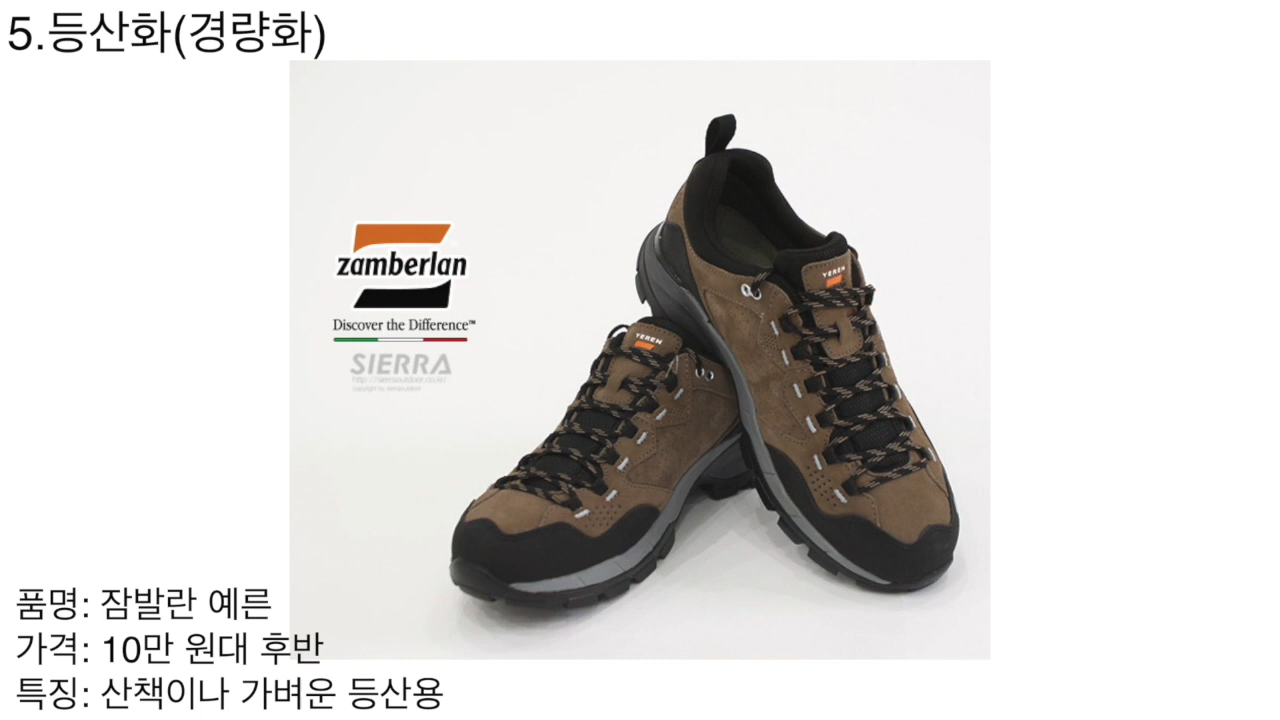 5.등산화(경량화)
YEREN
zamberlan
Discover the Difference™
YEREN
SIERRA
품명: 잠발란 예른
가격: 10만 원대 후반
특징: 산책이나 가벼운 등산용